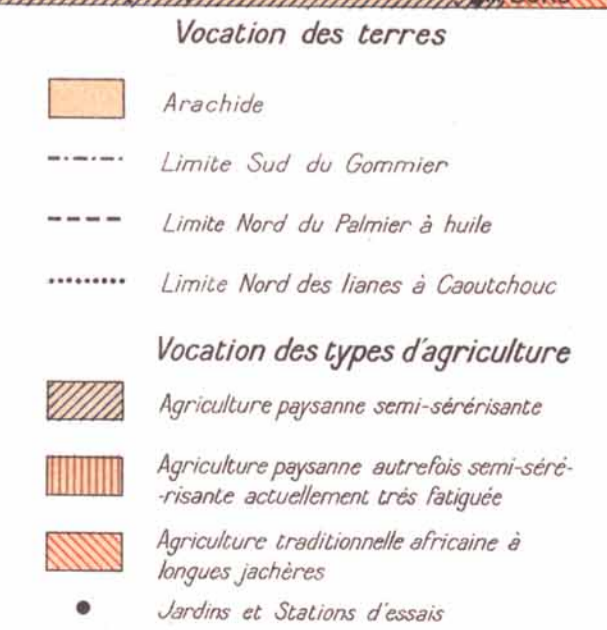 Vocation des terres
Arachide
Limite Sud du Gommier
Limite Nord du Palmier à huile
Limite Nord des lianes à Caoutchouc
Vocation des types d'agriculture
Agriculture paysanne semi-sérérisante
Agriculture paysanne autrefois semi-séré-
-risante actuellement très fatiguée
Agriculture traditionnelle africaine à
longues jachères
Jardins et Stations d'essais